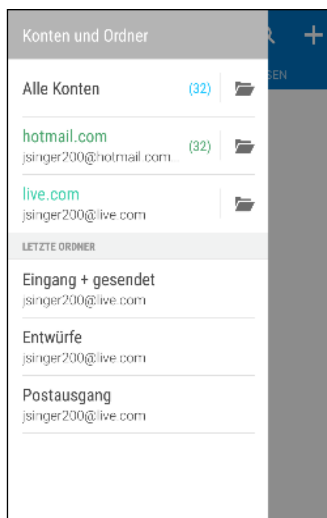 Konten und Ordner
SEN
Alle Konten (32)
hotmail.com (32)
jsinger200@hotmail.com...
live.com
jsinger200@live.com
LETZTE ORDNER
Eingang + gesendet
jsinger200@live.com
Entwürfe
jsinger200@live.com
Postausgang
jsinger200@live.com